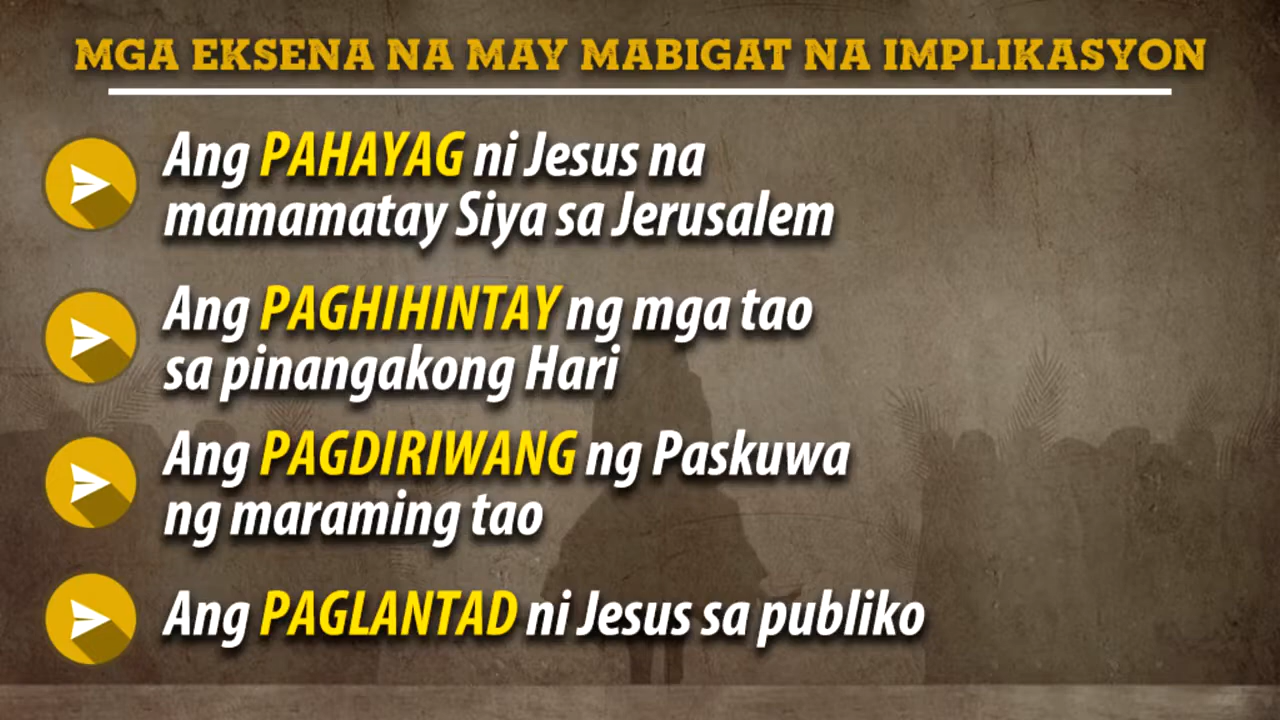 MGA EKSENA NA MAY MABIGAT NA IMPLIKASYON
Ang PAHAYAG ni Jesus na
mamamatay Siya sa Jerusalem
Ang PAGHIHINTAY ng mga tao
sa pinangakong Hari
Ang PAGDIRIWANG ng Paskuwa
ng maraming tao
Ang PAGLANTAD ni Jesus sa publiko